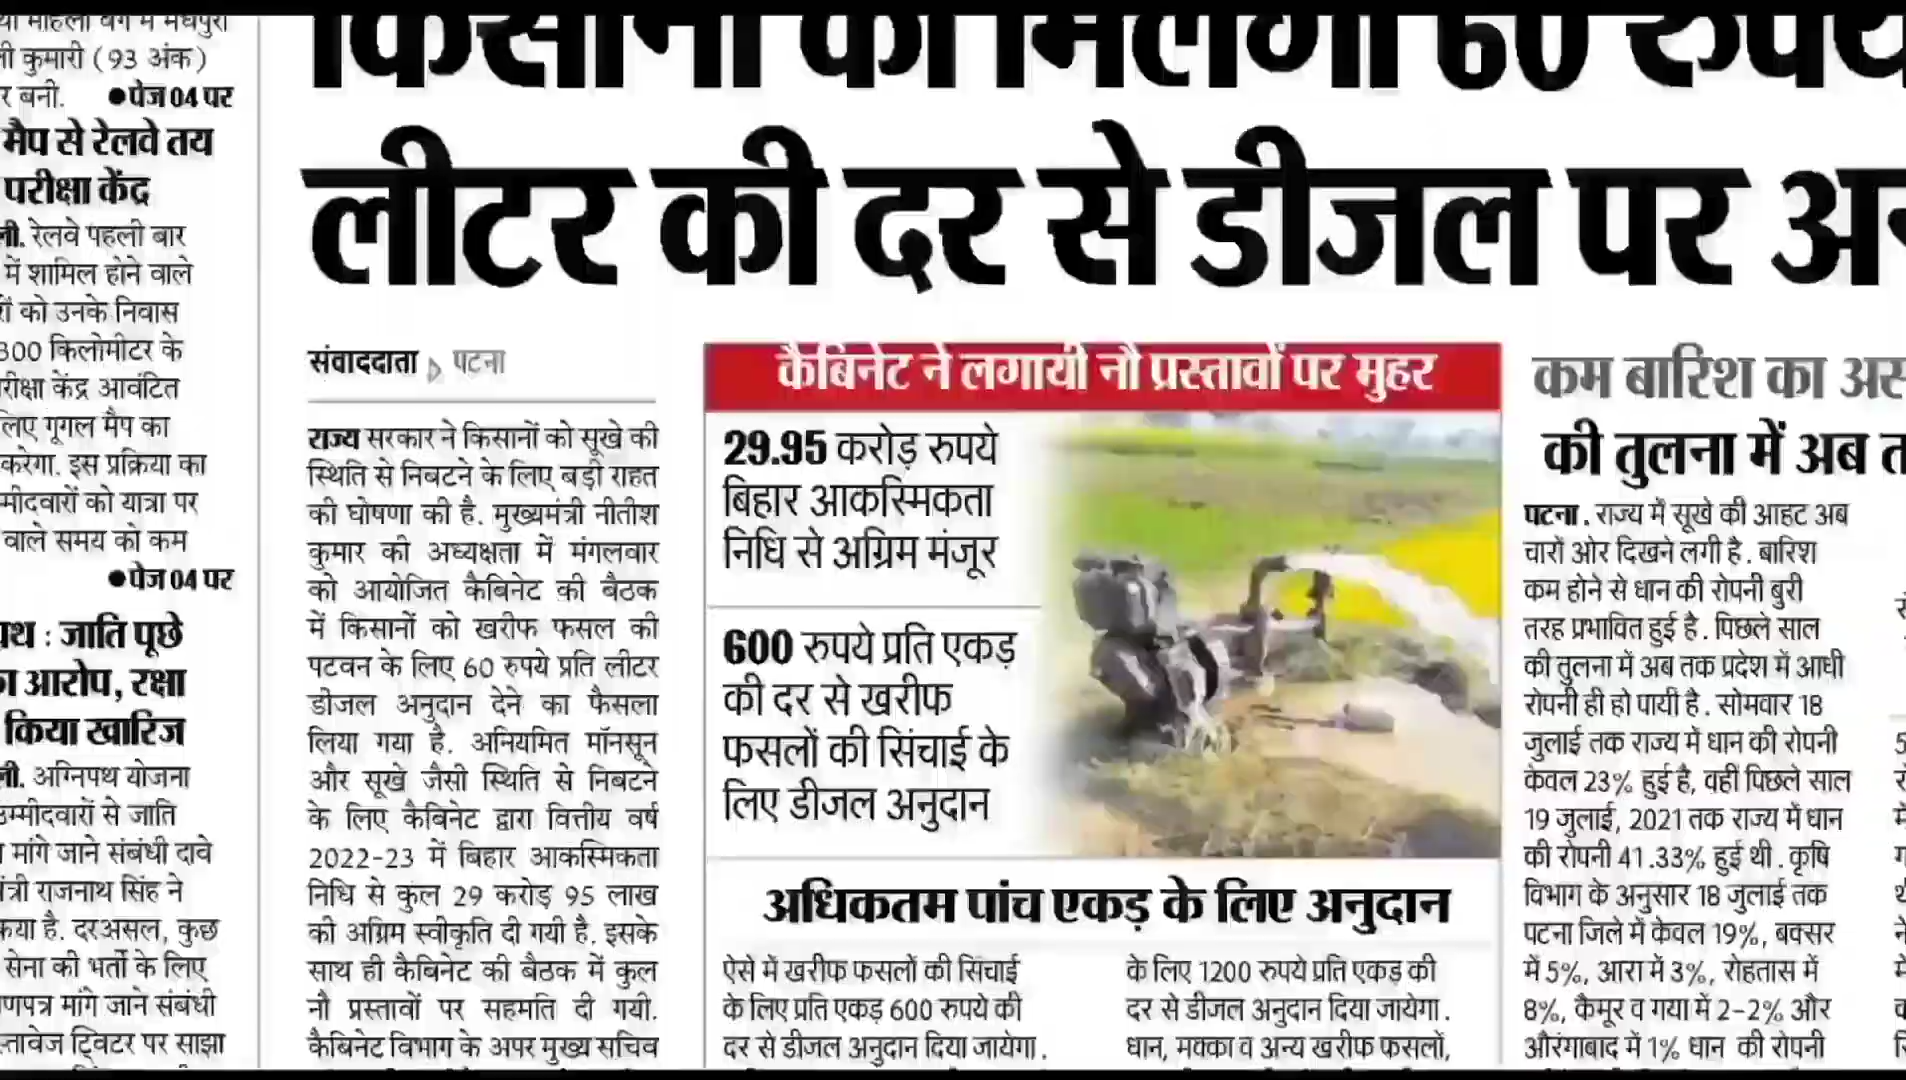 कुमारी (93 अंक)
र बनी. ●पेज 04 पर
मैप से रेलवे तय
परीक्षा केंद्र
ली. रेलवे पहली बार
में शामिल होने वाले
को उनके निवास
300 किलोमीटर के
परीक्षा केंद्र आवंटित
लिए गूगल मैप का
करेगा. इस प्रक्रिया का
म्मीदवारों को यात्रा पर
वाले समय को कम
●पेज 04 पर
पथ : जाति पूछे
का आरोप, रक्षा
किया खारिज
ली. अग्निपथ योजना
उम्मीदवारों से जाति
मांगे जाने संबंधी दावे
मंत्री राजनाथ सिंह ने
किया है. दरअसल, कुछ
सेना की भर्ती के लिए
मांगे जाने संबंधी
ट्विटर पर साझा
किसानों को मिलेगा 60 रुपये
लीटर की दर से डीजल पर
संवाददाता ▷ पटना
राज्य सरकार ने किसानों को सूखे की
स्थिति से निबटने के लिए बड़ी राहत
की घोषणा की है. मुख्यमंत्री नीतीश
कुमार की अध्यक्षता में मंगलवार
को आयोजित कैबिनेट की बैठक
में किसानों को खरीफ फसल की
पटवन के लिए 60 रुपये प्रति लीटर
डीजल अनुदान देने का फैसला
लिया गया है. अनियमित मॉनसून
और सूखे जैसी स्थिति से निबटने
के लिए कैबिनेट द्वारा वित्तीय वर्ष
2022-23 में बिहार आकस्मिकता
निधि से कुल 29 करोड़ 95 लाख
की अग्रिम स्वीकृति दी गयी है. इसके
साथ ही कैबिनेट की बैठक में कुल
नौ प्रस्तावों पर सहमति दी गयी.
कैबिनेट विभाग के अपर मुख्य सचिव
कैबिनेट ने लगायी नौ प्रस्तावों पर मुहर
29.95 करोड़ रुपये
बिहार आकस्मिकता
निधि से अग्रिम मंजूर
600 रुपये प्रति एकड़
की दर से खरीफ
फसलों की सिंचाई के
लिए डीजल अनुदान
अधिकतम पांच एकड़ के लिए अनुदान
ऐसे में खरीफ फसलों की सिंचाई
के लिए प्रति एकड़ 600 रुपये की
दर से डीजल अनुदान दिया जायेगा.
के लिए 1200 रुपये प्रति एकड़ की
दर से डीजल अनुदान दिया जायेगा.
धान, मक्का व अन्य खरीफ फसलों,
कम बारिश का
की तुलना में अब
पटना. राज्य में सूखे की आहट अब
चारों ओर दिखने लगी है. बारिश
कम होने से धान की रोपनी बुरी
तरह प्रभावित हुई है. पिछले साल
की तुलना में अब तक प्रदेश में आधी
रोपनी ही हो पायी है. सोमवार 18
जुलाई तक राज्य में धान की रोपनी
केवल 23% हुई है, वहीं पिछले साल
19 जुलाई, 2021 तक राज्य में धान
की रोपनी 41.33% हुई थी. कृषि
विभाग के अनुसार 18 जुलाई तक
पटना जिले में केवल 19%, बक्सर
में 5%, आरा में 3%, रोहतास में
8%, कैमूर व गया में 2-2% और
औरंगाबाद में 1% धान की रोपनी